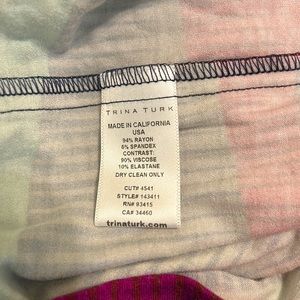 TRINA TURK
MADE IN CALIFORNIA
USA
94% RAYON
6% SPANDEX
CONTRAST:
90% VISCOSE
10% ELASTANE
DRY CLEAN ONLY
CUT# 4541
STYLE# 143411
RN# 93415
CA# 34460
trinaturk.com